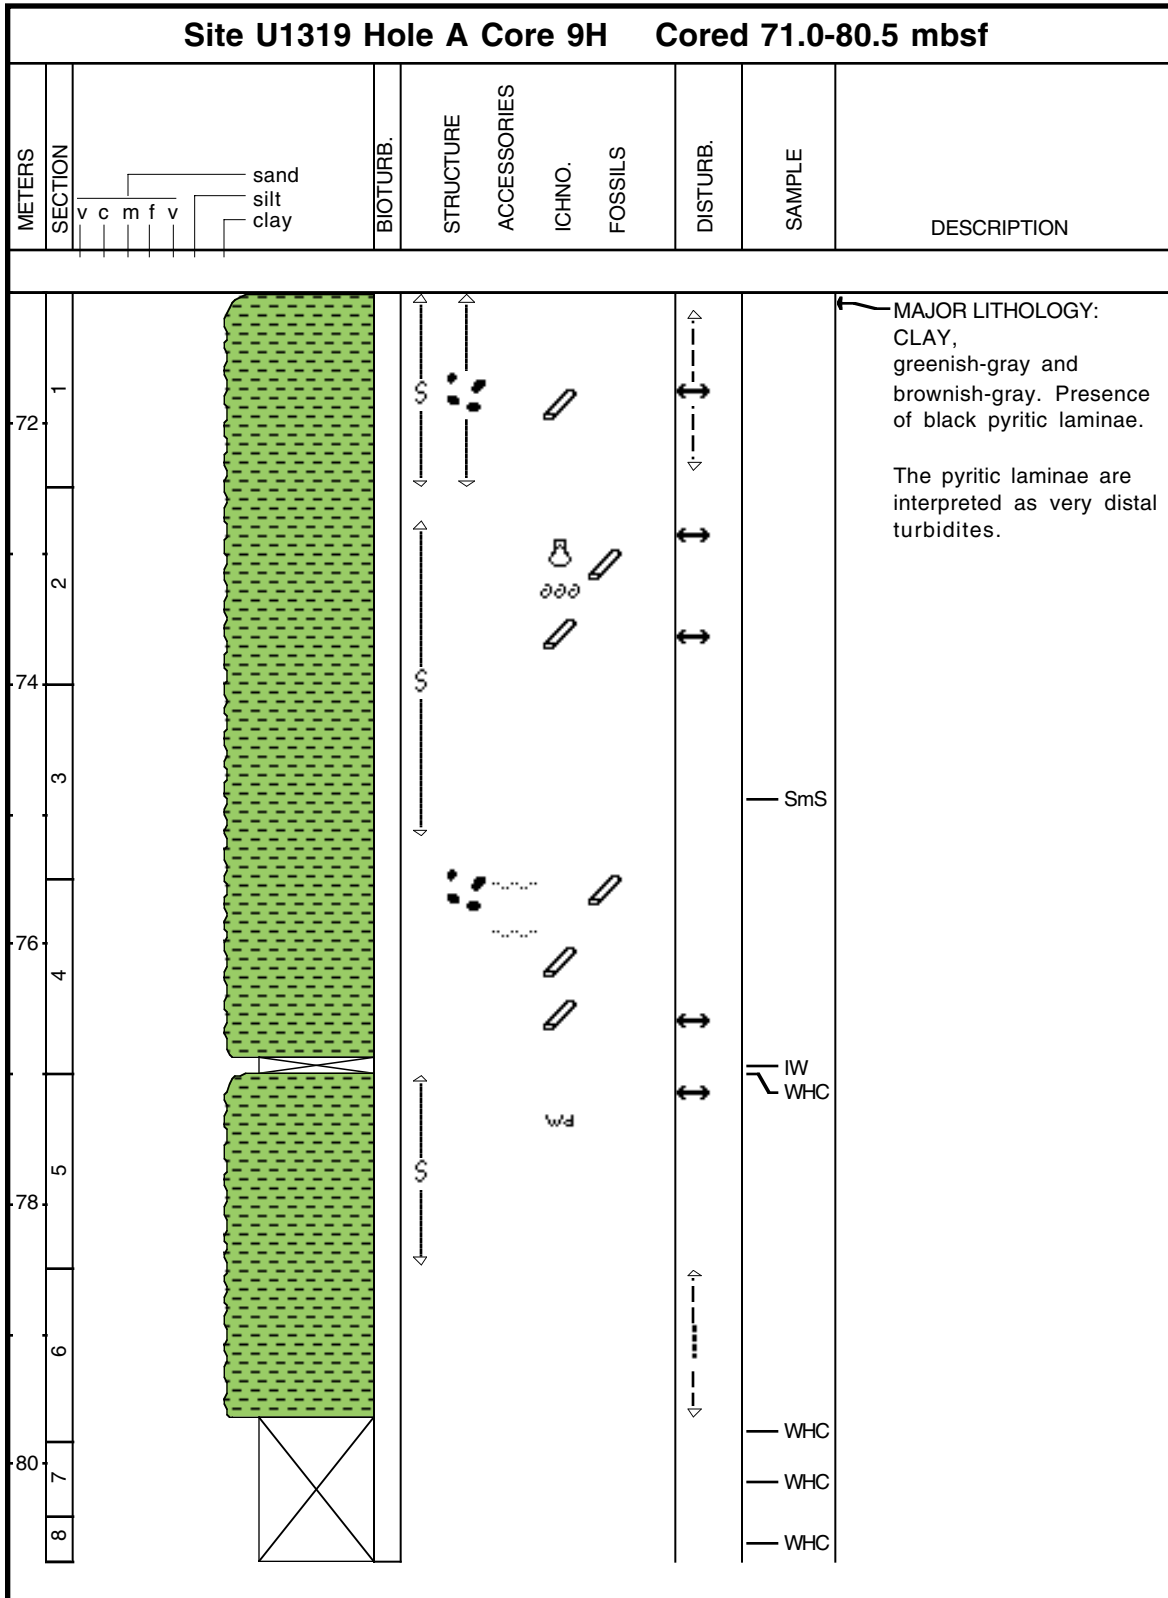 Site U1319 Hole A Core 9H Cored 71.0-80.5 mbsf
METERS
SECTION
v c m f v
sand
silt
clay
BIOTURB.
STRUCTURE
ACCESSORIES
ICHNO.
FOSSILS
DISTURB.
SAMPLE
DESCRIPTION
MAJOR LITHOLOGY:
CLAY,
greenish-gray and
brownish-gray. Presence
of black pyritic laminae.
The pyritic laminae are
interpreted as very distal
turbidites.
1
S
72
2
74
S
3
SmS
76
4
IW
WHC
5
S
78
6
WHC
80
7
WHC
8
WHC